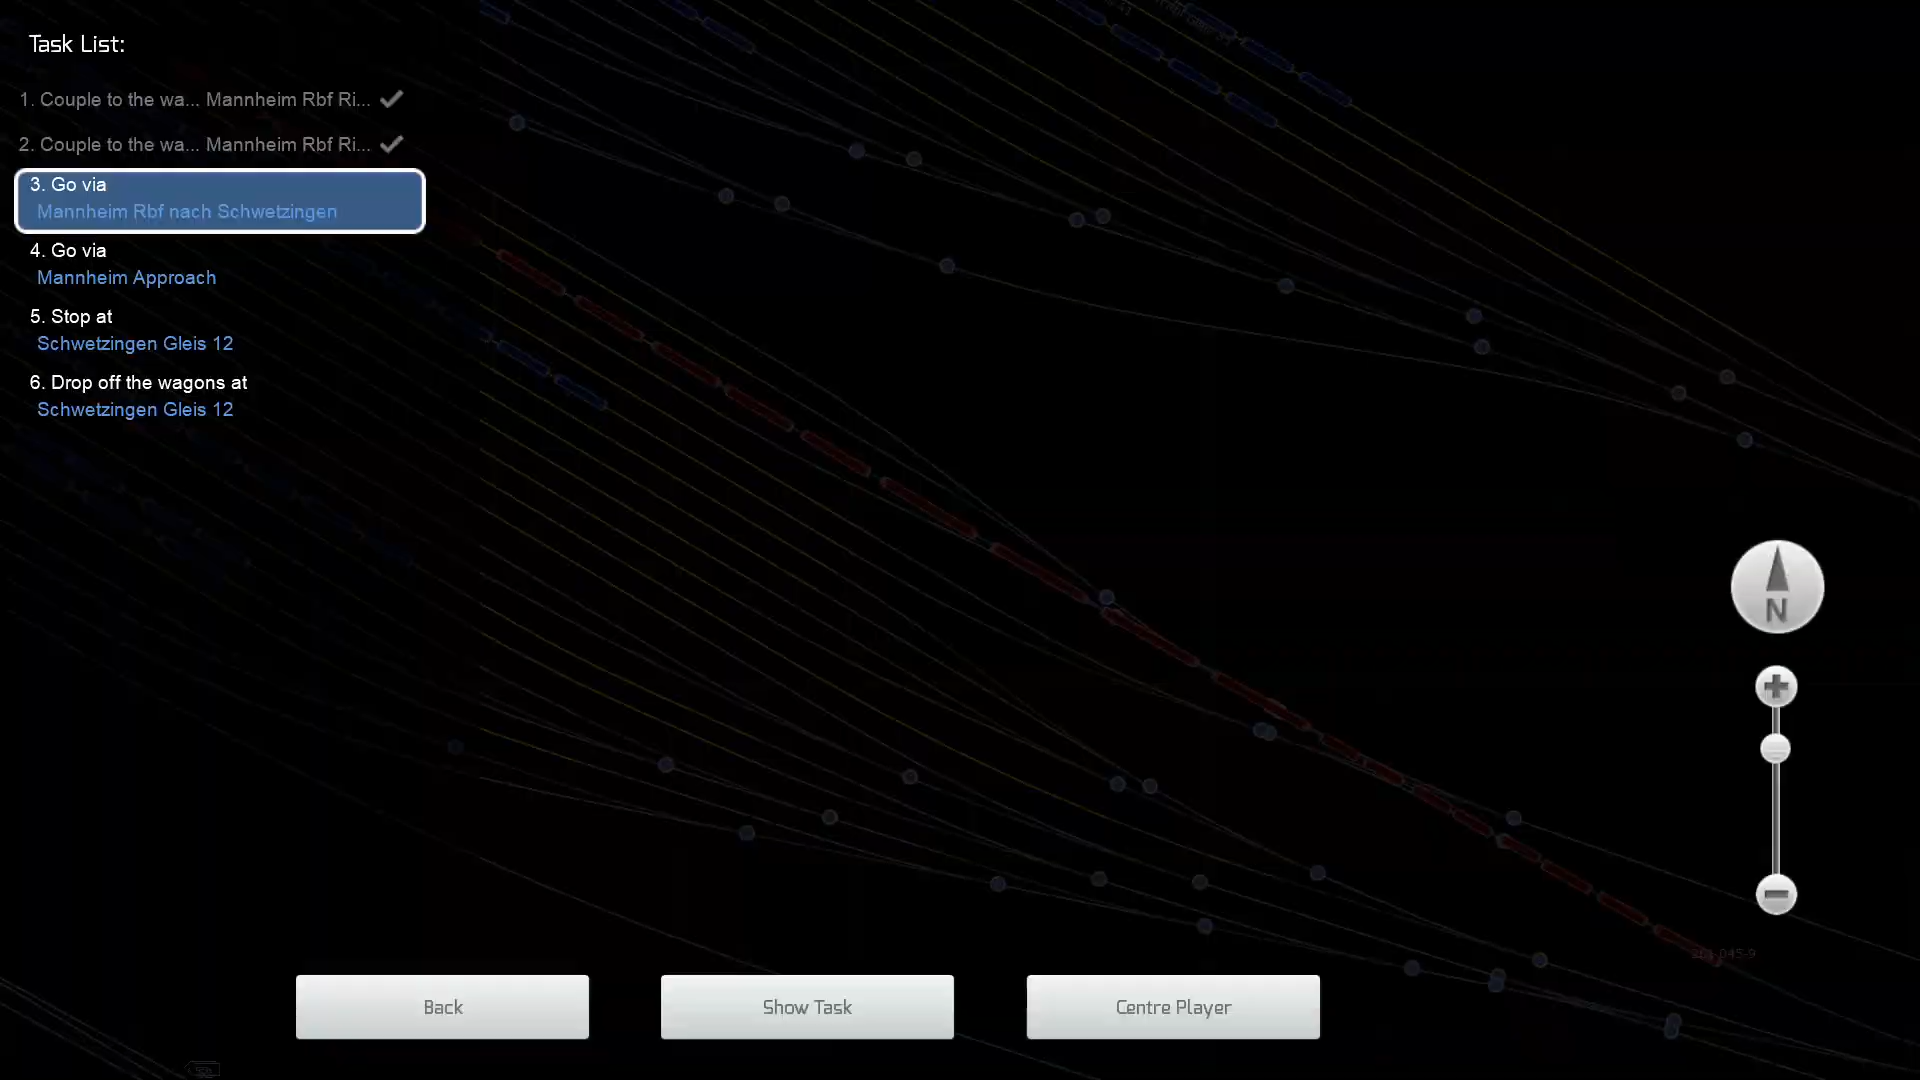 Task List:
1. Couple to the wa... Mannheim Rbf Ri...
2. Couple to the wa... Mannheim Rbf Ri...
3. Go via
Mannheim Rbf nach Schwetzingen
4. Go via
Mannheim Approach
5. Stop at
Schwetzingen Gleis 12
6. Drop off the wagons at
Schwetzingen Gleis 12
N
Back
Show Task
Centre Player